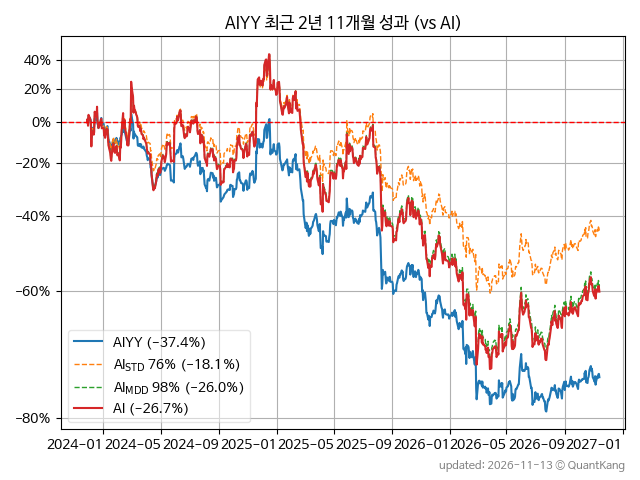 AIYY 최근 2년 11개월 성과 (vs AI)
40%
20%
0%
−20%
−40%
−60%
−80%
AIYY (−37.4%)
AISTD 76% (−18.1%)
AIMDD 98% (−26.0%)
AI (−26.7%)
2024-01 2024-05 2024-09 2025-01 2025-05 2025-09 2026-01 2026-05 2026-09 2027-01
updated: 2026-11-13 © QuantKang